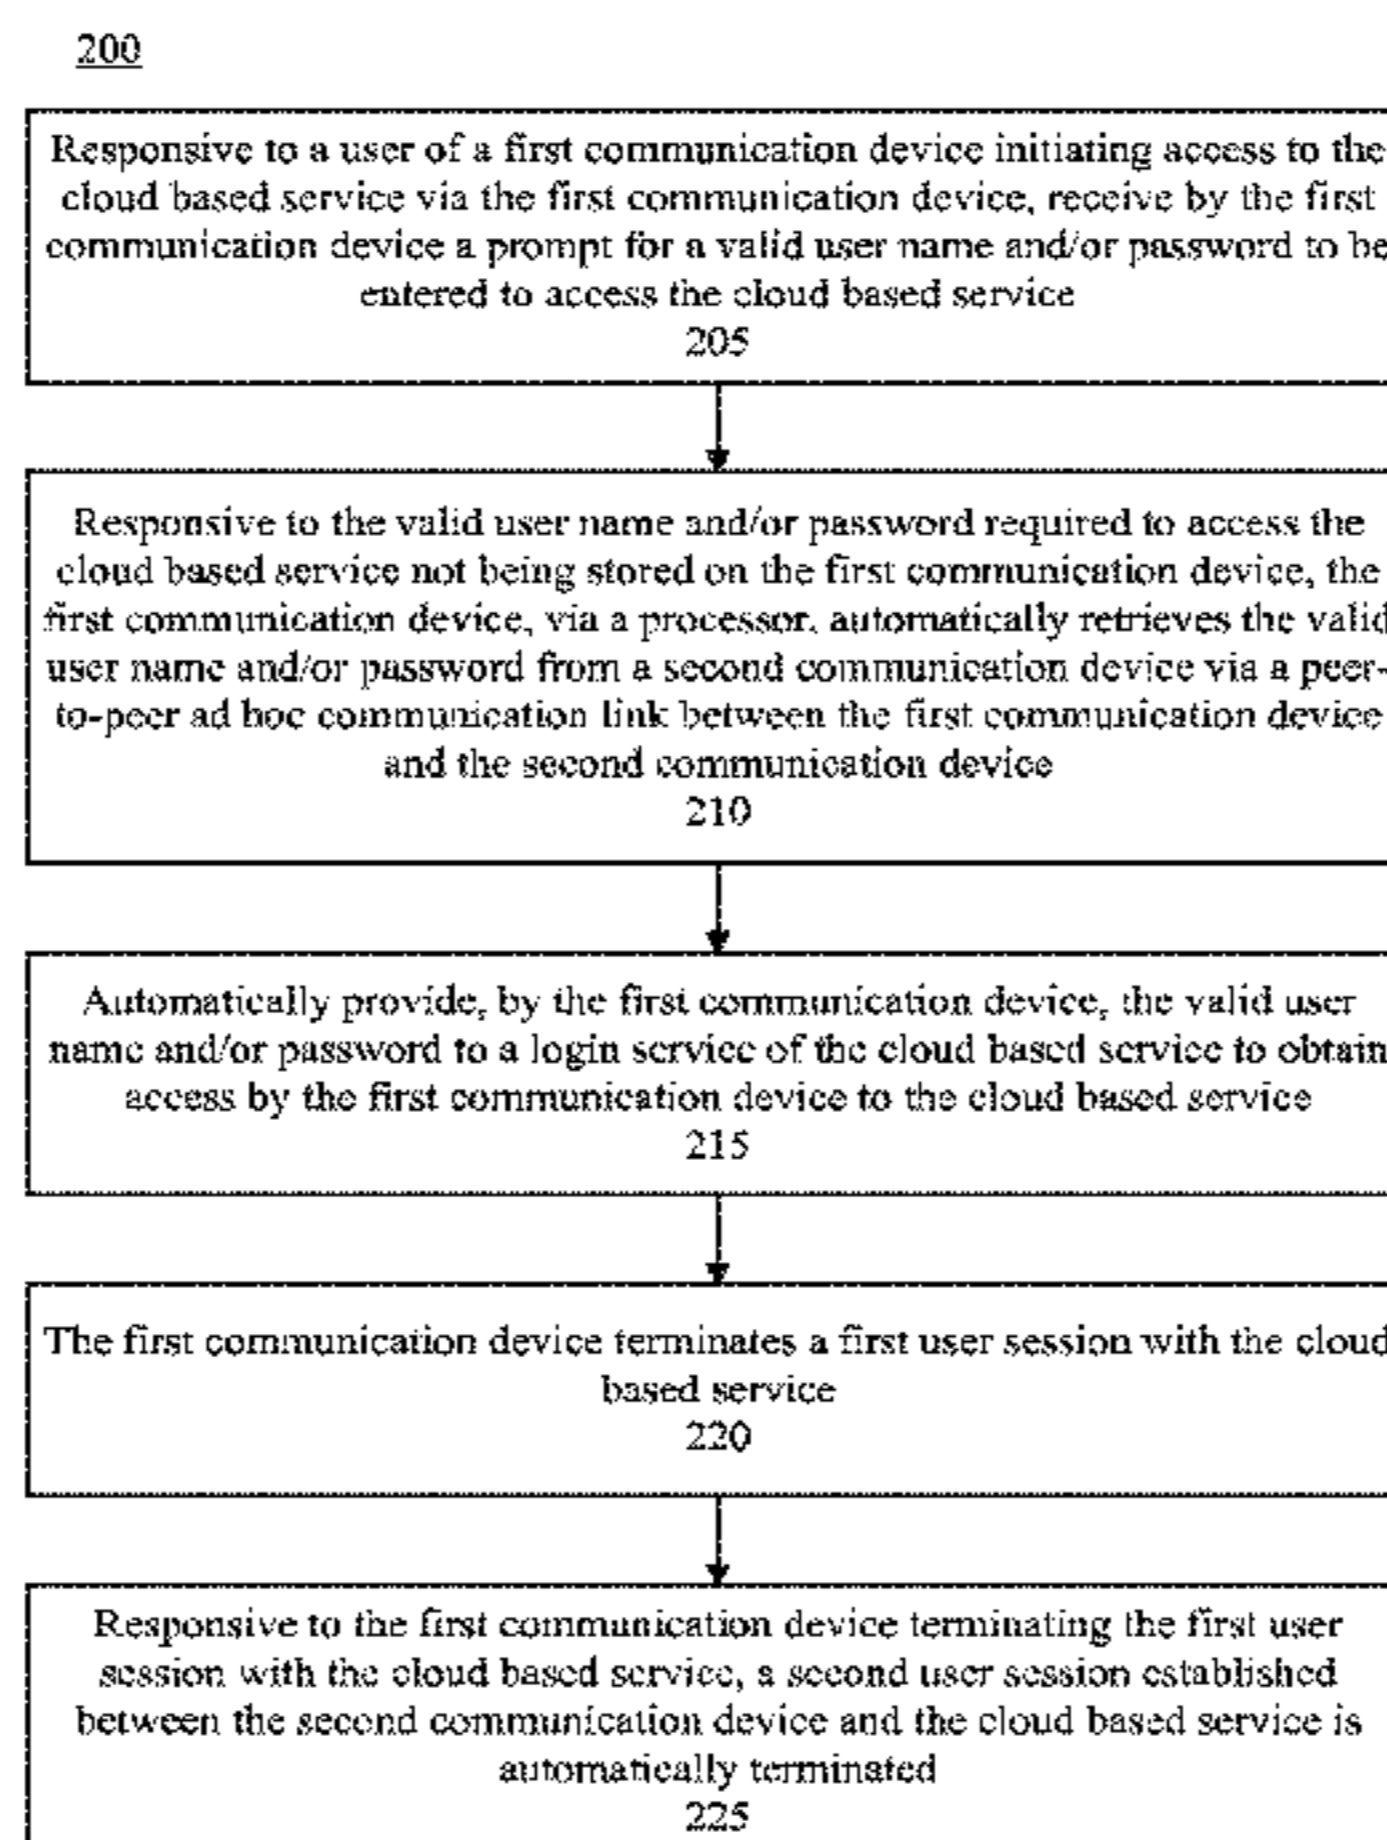 200
Responsive to a user of a first communication device initiating access to the
cloud based service via the first communication device, receive by the first
communication device a prompt for a valid user name and/or password to be
entered to access the cloud based service
205
Responsive to the valid user name and/or password required to access the
cloud based service not being stored on the first communication device, the
first communication device, via a processor, automatically retrieves the valid
user name and/or password from a second communication device via a peer-
to-peer ad hoc communication link between the first communication device
and the second communication device
210
Automatically provide, by the first communication device, the valid user
name and/or password to a login service of the cloud based service to obtain
access by the first communication device to the cloud based service
215
The first communication device terminates a first user session with the cloud
based service
220
Responsive to the first communication device terminating the first user
session with the cloud based service, a second user session established
between the second communication device and the cloud based service is
automatically terminated
225